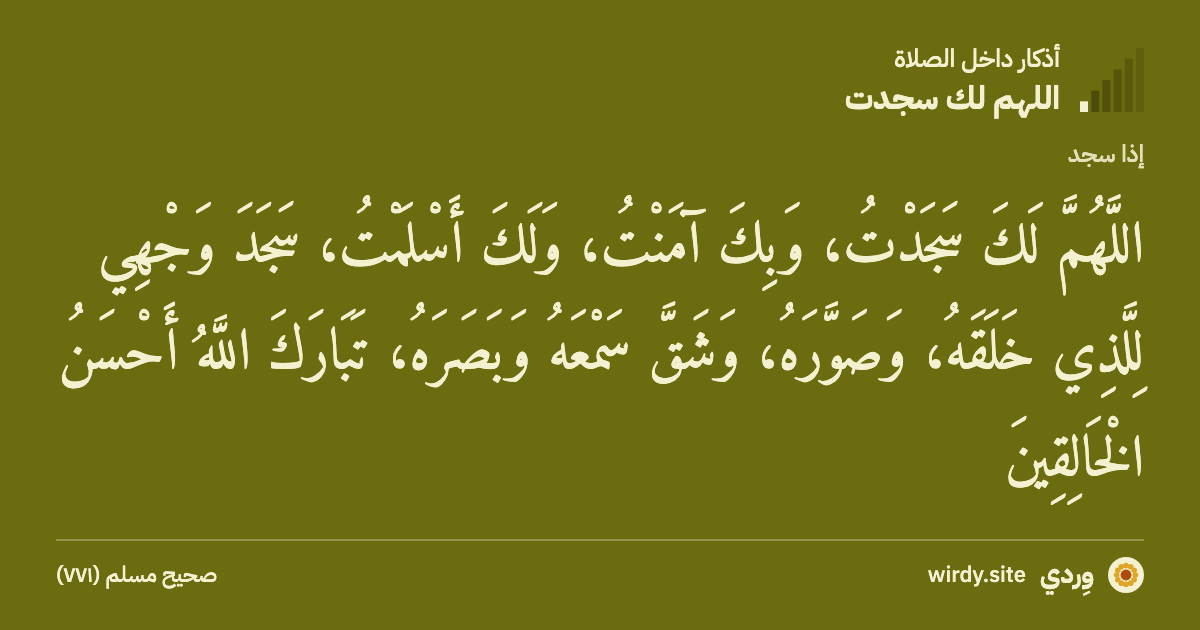 أذكار داخل الصلاة
اللهم لك سجدت
إذا سجد
اللَّهُمَّ لَكَ سَجَدْتُ، وَبِكَ آمَنْتُ، وَلَكَ أَسْلَمْتُ، سَجَدَ وَجْهِي
لِلَّذِي خَلَقَهُ، وَصَوَّرَهُ، وَشَقَّ سَمْعَهُ وَبَصَرَهُ، تَبَارَكَ اللَّهُ أَحْسَنُ
الْخَالِقِينَ
وِردي wirdy.site
صحيح مسلم (٧٧١)